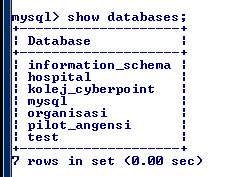 mysql> show databases;
+--------------------+
| Database           |
+--------------------+
| information_schema |
| hospital           |
| kolej_cyberpoint   |
| mysql              |
| organisasi         |
| pilot_angensi      |
| test               |
+--------------------+
7 rows in set (0.00 sec)